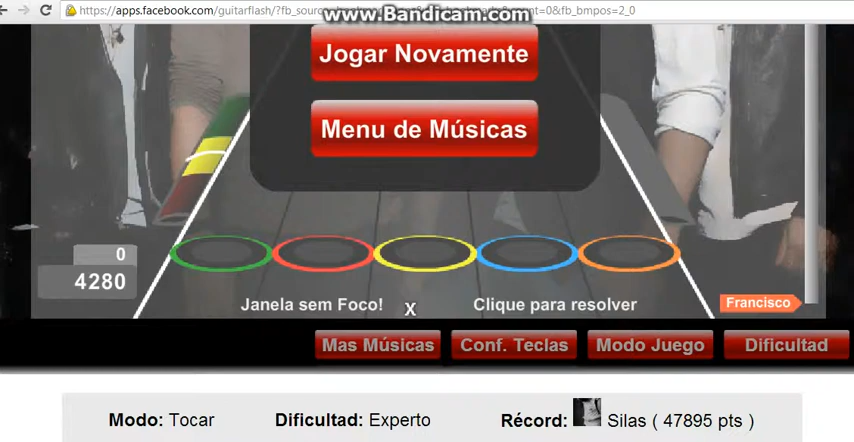 www.Bandicam.com
https://apps.facebook.com/guitarflash/?fb_sourc
=0&fb_bmpos=2_0
Jogar Novamente
Menu de Músicas
0
4280
Janela sem Foco! X Clique para resolver
Francisco
Mas Músicas Conf. Teclas Modo Juego Dificultad
Modo: Tocar Dificultad: Experto Récord: Silas ( 47895 pts )